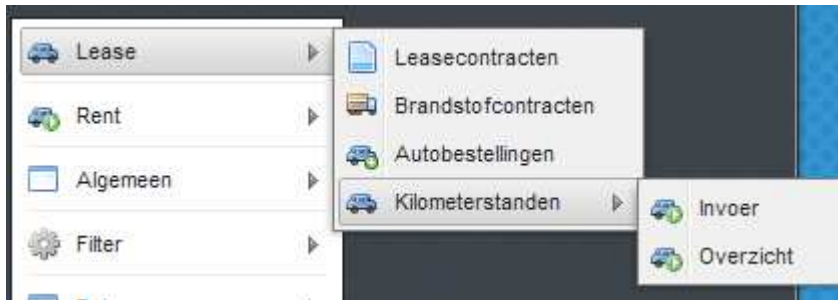 Lease
Rent
Algemeen
Filter
Leasecontracten
Brandstofcontracten
Autobestellingen
Kilometerstanden
Invoer
Overzicht